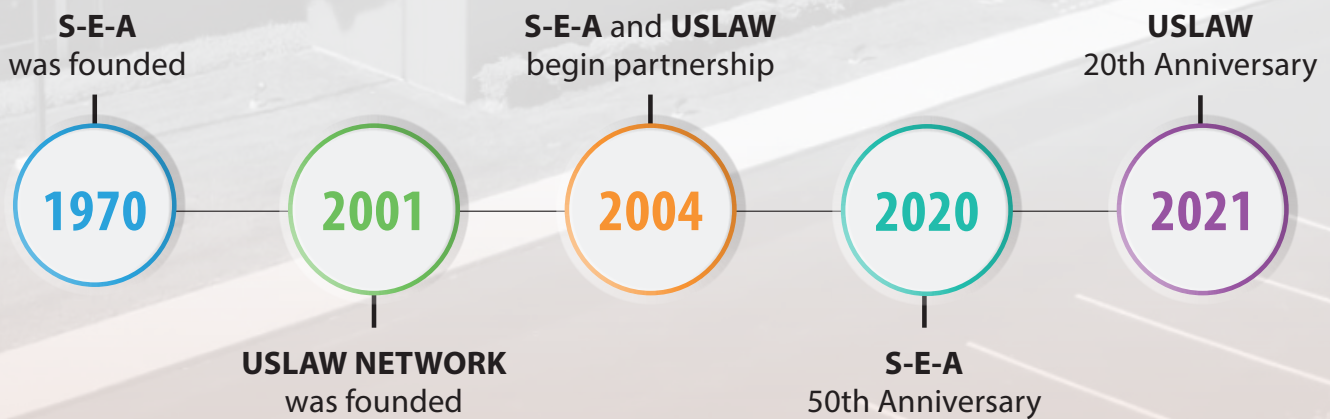 S-E-A
was founded
1970
2001
USLAW NETWORK
was founded
S-E-A and USLAW
begin partnership
2004
2020
S-E-A
50th Anniversary
USLAW
20th Anniversary
2021